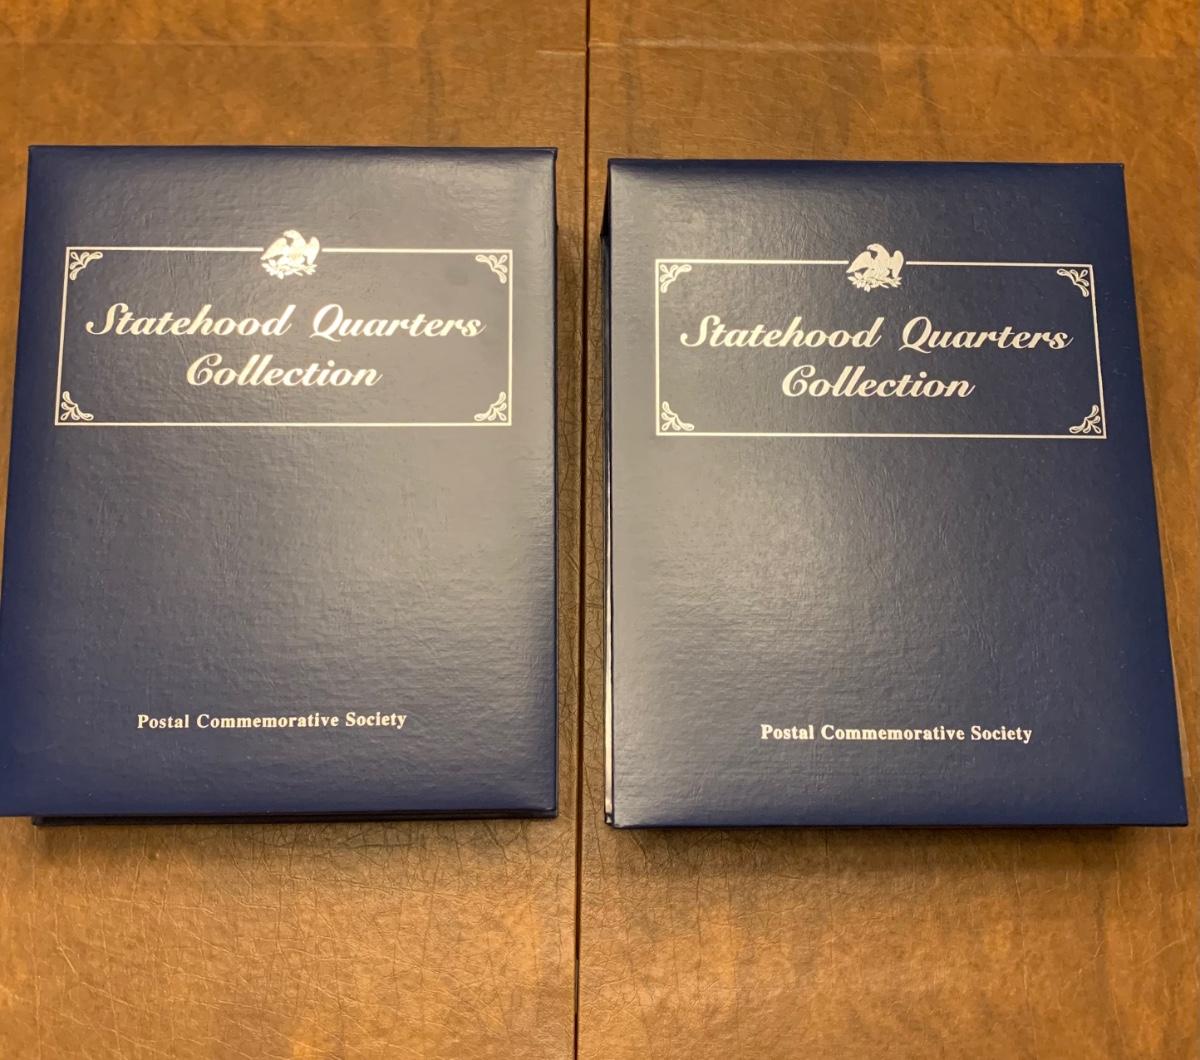 Statehood Quarters
Collection
Postal Commemorative Society
Statehood Quarters
Collection
Postal Commemorative Society